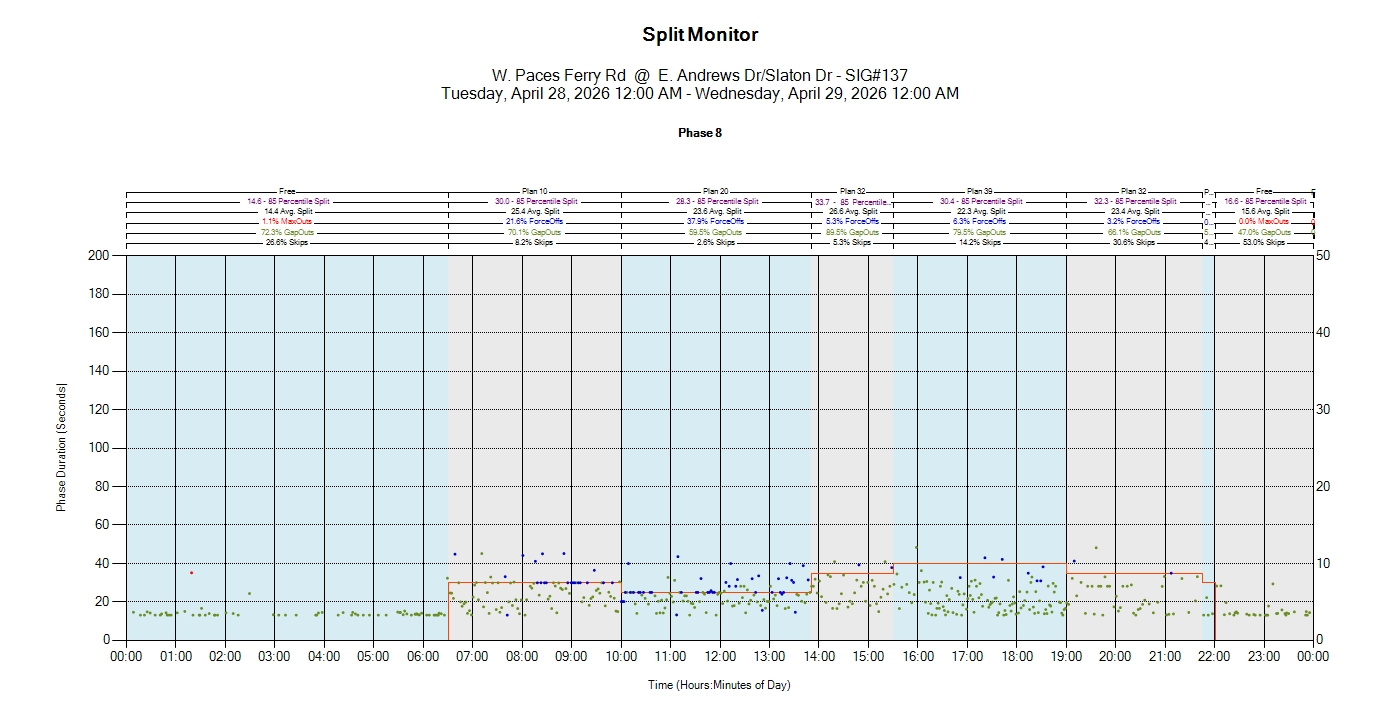 Split Monitor
W. Paces Ferry Rd @ E. Andrews Dr/Slaton Dr - SIG#137
Tuesday, April 28, 2026 12:00 AM - Wednesday, April 29, 2026 12:00 AM
Phase 8
Free Plan 10 Plan 20 Plan 32 Plan 39 Plan 32 P... Free F
14.6 - 85 Percentile Split 30.0 - 85 Percentile Split 28.3 - 85 Percentile Split 33.7 - 85 Percentile... 30.4 - 85 Percentile Split 32.3 - 85 Percentile Split ... 16.6 - 85 Percentile Split
14.4 Avg. Split 25.4 Avg. Split 23.6 Avg. Split 26.6 Avg. Split 22.3 Avg. Split 23.4 Avg. Split ... 15.6 Avg. Split
1.1% MaxOuts 21.6% ForceOffs 37.9% ForceOffs 5.3% ForceOffs 6.3% ForceOffs 3.2% ForceOffs 0... 0.0% MaxOuts
72.3% GapOuts 70.1% GapOuts 59.5% GapOuts 89.5% GapOuts 79.5% GapOuts 66.1% GapOuts 5... 47.0% GapOuts
26.6% Skips 8.2% Skips 2.6% Skips 5.3% Skips 14.2% Skips 30.6% Skips 4... 53.0% Skips
200 50
180
160 40
140
120 30
100
80 20
60
40 10
20
0 0
Phase Duration (Seconds)
00:00 01:00 02:00 03:00 04:00 05:00 06:00 07:00 08:00 09:00 10:00 11:00 12:00 13:00 14:00 15:00 16:00 17:00 18:00 19:00 20:00 21:00 22:00 23:00 00:00
Time (Hours:Minutes of Day)